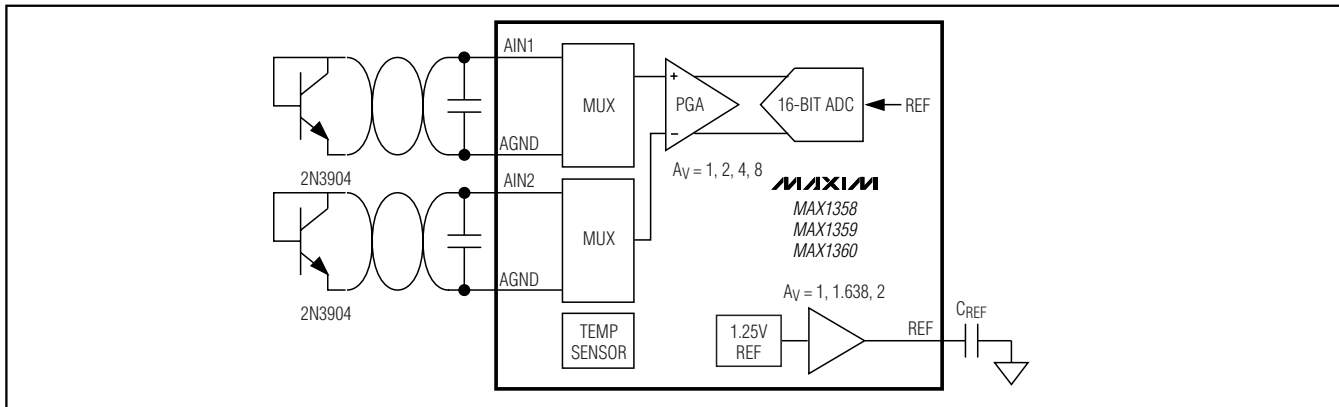 AIN1
MUX
+
PGA
−
16-BIT ADC
REF
AGND
AV = 1, 2, 4, 8
2N3904
AIN2
MAXIM
MAX1358
MAX1359
MAX1360
MUX
AGND
2N3904
AV = 1, 1.638, 2
TEMP
SENSOR
1.25V
REF
REF
CREF